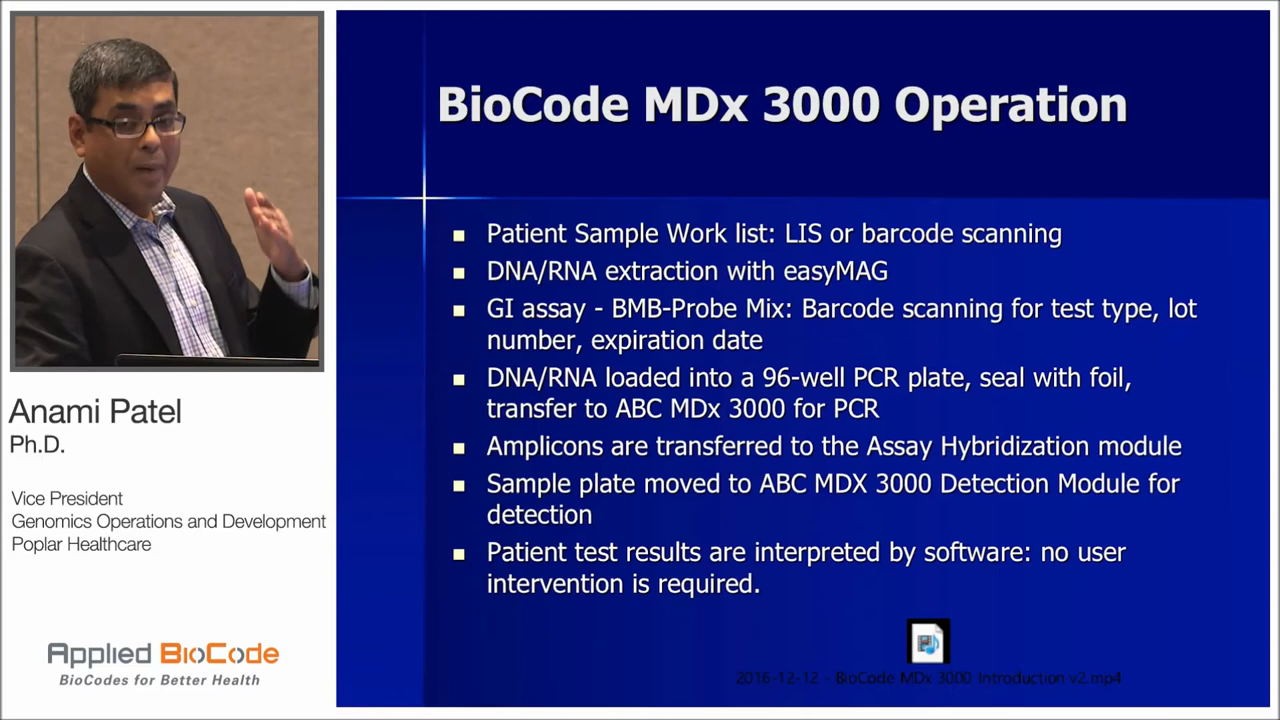 BioCode MDx 3000 Operation
Patient Sample Work list: LIS or barcode scanning
DNA/RNA extraction with easyMAG
GI assay - BMB-Probe Mix: Barcode scanning for test type, lot
number, expiration date
DNA/RNA loaded into a 96-well PCR plate, seal with foil,
transfer to ABC MDx 3000 for PCR
Amplicons are transferred to the Assay Hybridization module
Sample plate moved to ABC MDX 3000 Detection Module for
detection
Patient test results are interpreted by software: no user
intervention is required.
2016-12-12 - BioCode MDx 3000 Introduction v2.mp4
Anami Patel
Ph.D.
Vice President
Genomics Operations and Development
Poplar Healthcare
Applied BioCode
BioCodes for Better Health